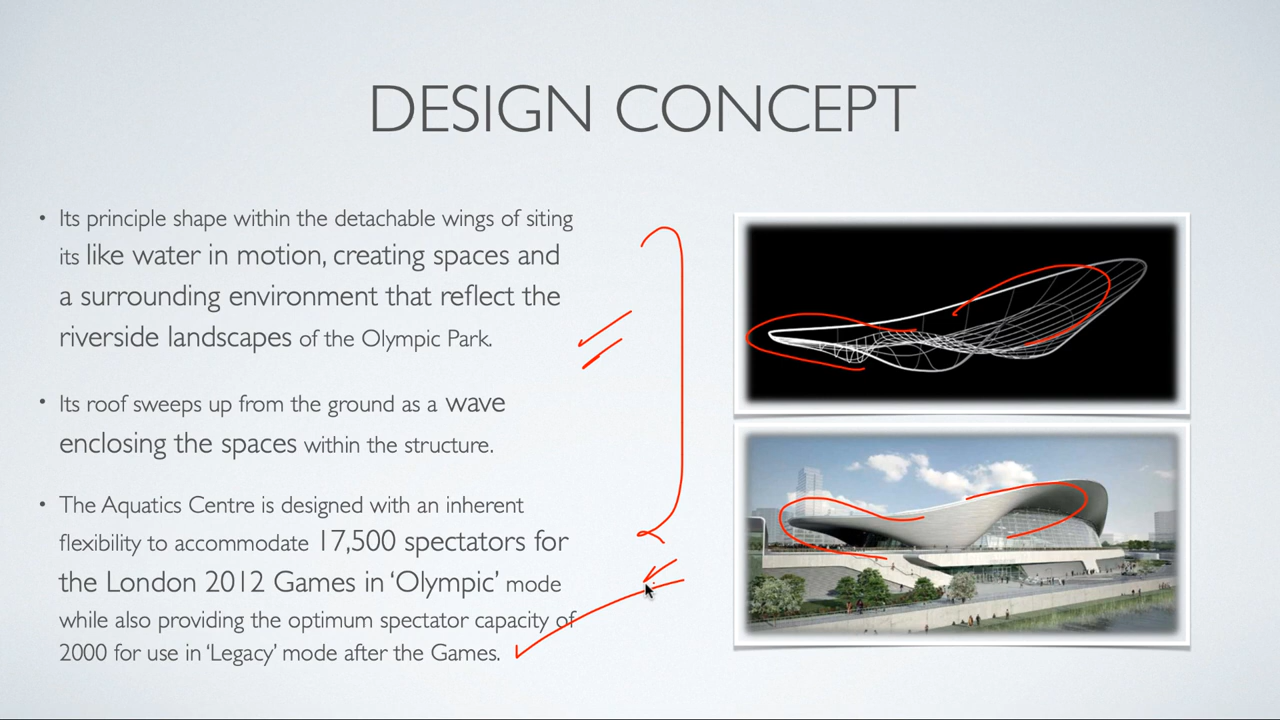 DESIGN CONCEPT
• Its principle shape within the detachable wings of siting
its like water in motion, creating spaces and
a surrounding environment that reflect the
riverside landscapes of the Olympic Park.
• Its roof sweeps up from the ground as a wave
enclosing the spaces within the structure.
• The Aquatics Centre is designed with an inherent
flexibility to accommodate 17,500 spectators for
the London 2012 Games in ‘Olympic’ mode
while also providing the optimum spectator capacity of
2000 for use in ‘Legacy’ mode after the Games.